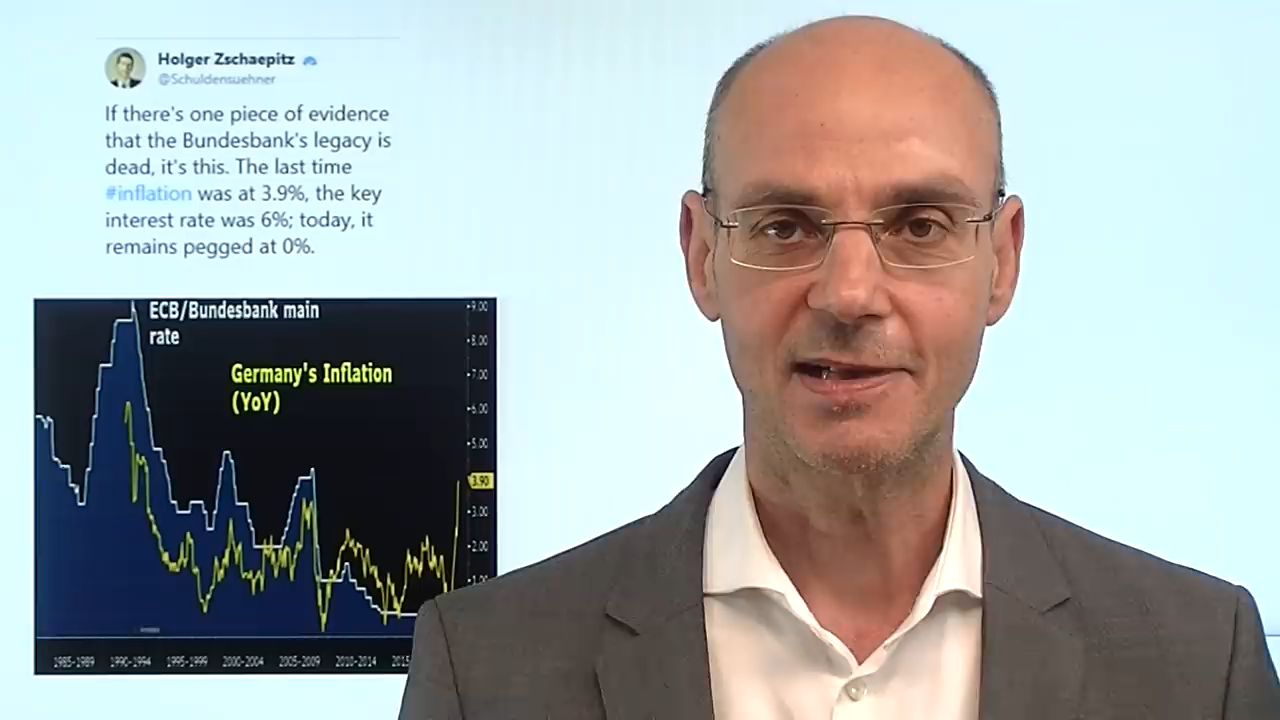 Holger Zschaepitz
@Schuldensuehner
If there's one piece of evidence
that the Bundesbank's legacy is
dead, it's this. The last time
#inflation was at 3.9%, the key
interest rate was 6%; today, it
remains pegged at 0%.
ECB/Bundesbank main
rate
Germany's Inflation
(YoY)
9.00
8.00
7.00
6.00
5.00
3.90
3.00
2.00
1.00
1985-1989 1990-1994 1995-1999 2000-2004 2005-2009 2010-2014 2015